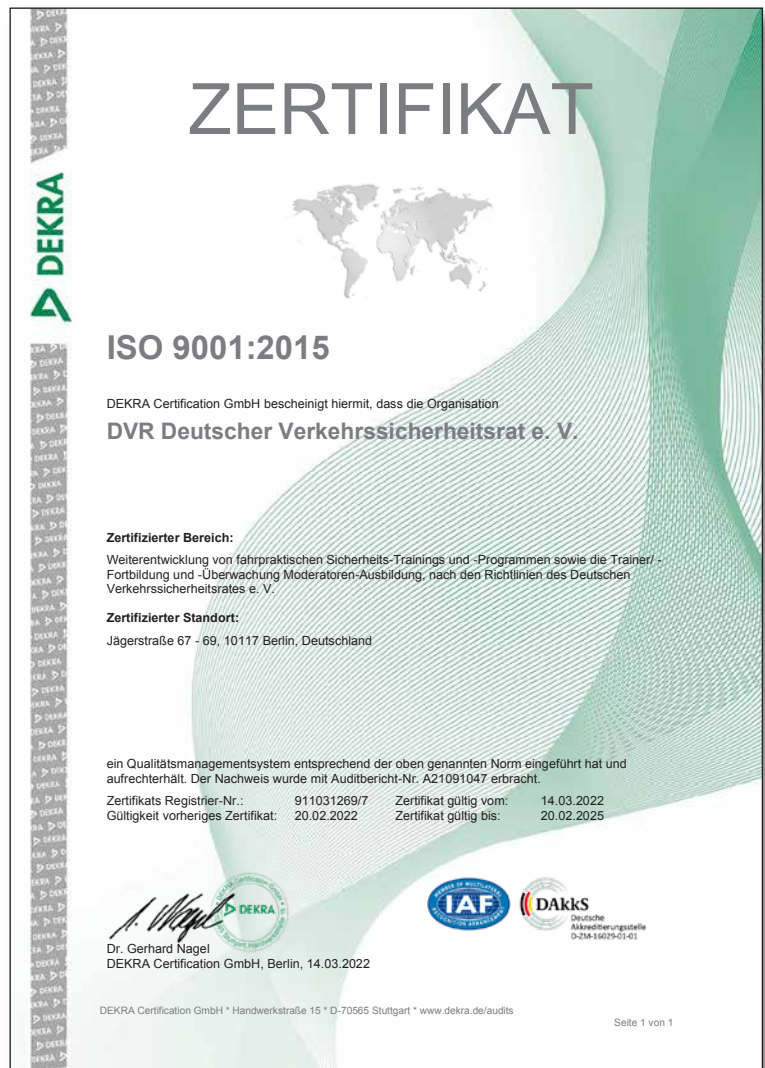 ZERTIFIKAT
DEKRA
ISO 9001:2015
DEKRA Certification GmbH bescheinigt hiermit, dass die Organisation
DVR Deutscher Verkehrssicherheitsrat e. V.
Zertifizierter Bereich:
Weiterentwicklung von fahrpraktischen Sicherheits-Trainings und -Programmen sowie die Trainer/ -
Fortbildung und -Überwachung Moderatoren-Ausbildung, nach den Richtlinien des Deutschen
Verkehrssicherheitsrates e. V.
Zertifizierter Standort:
Jägerstraße 67 - 69, 10117 Berlin, Deutschland
ein Qualitätsmanagementsystem entsprechend der oben genannten Norm eingeführt hat und
aufrechterhält. Der Nachweis wurde mit Auditbericht-Nr. A21091047 erbracht.
Zertifikats Registrier-Nr.: 911031269/7 Zertifikat gültig vom: 14.03.2022
Gültigkeit vorheriges Zertifikat: 20.02.2022 Zertifikat gültig bis: 20.02.2025
DEKRA
MEMBER OF MULTILATERAL
IAF
RECOGNITION ARRANGEMENT
DAkkS
Deutsche
Akkreditierungsstelle
D-ZM-16029-01-01
Dr. Gerhard Nagel
DEKRA Certification GmbH, Berlin, 14.03.2022
DEKRA Certification GmbH * Handwerkstraße 15 * D-70565 Stuttgart * www.dekra.de/audits
Seite 1 von 1